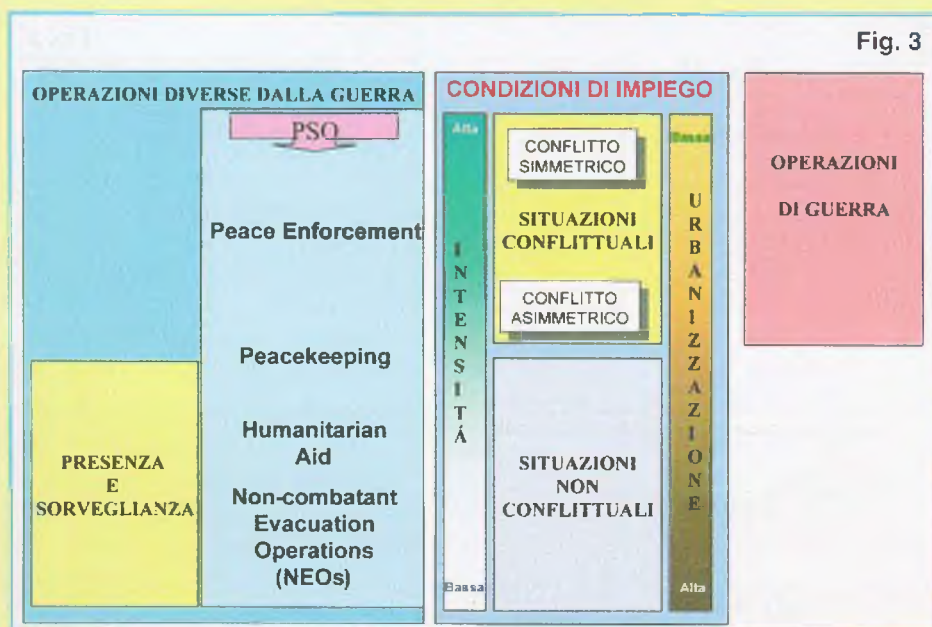 Fig. 3
OPERAZIONI DIVERSE DALLA GUERRA
PSO
Peace Enforcement
Peacekeeping
Humanitarian
Aid
Non-combatant
Evacuation
Operations
(NEOs)
PRESENZA
E
SORVEGLIANZA
CONDIZIONI DI IMPIEGO
Alta
INTENSITÁ
Bassa
CONFLITTO
SIMMETRICO
SITUAZIONI
CONFLITTUALI
CONFLITTO
ASIMMETRICO
SITUAZIONI
NON
CONFLITTUALI
Bassa
URBANIZZAZIONE
Alta
OPERAZIONI
DI GUERRA